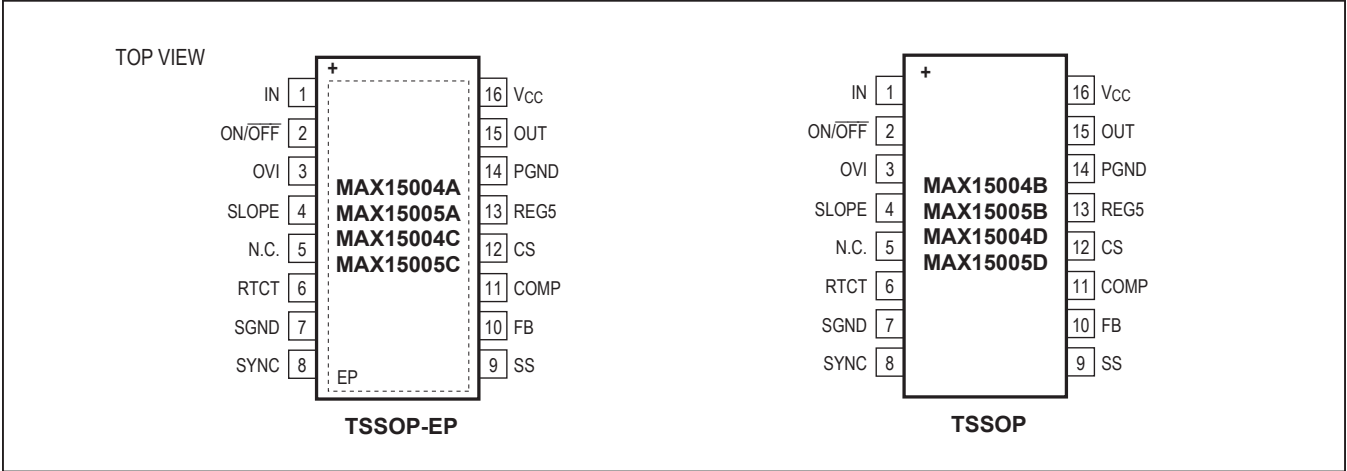 TOP VIEW
+
IN 1
ON/OFF 2
OVI 3
SLOPE 4
N.C. 5
RTCT 6
SGND 7
SYNC 8
MAX15004A
MAX15005A
MAX15004C
MAX15005C
EP
16 VCC
15 OUT
14 PGND
13 REG5
12 CS
11 COMP
10 FB
9 SS
TSSOP-EP
+
IN 1
ON/OFF 2
OVI 3
SLOPE 4
N.C. 5
RTCT 6
SGND 7
SYNC 8
MAX15004B
MAX15005B
MAX15004D
MAX15005D
16 VCC
15 OUT
14 PGND
13 REG5
12 CS
11 COMP
10 FB
9 SS
TSSOP